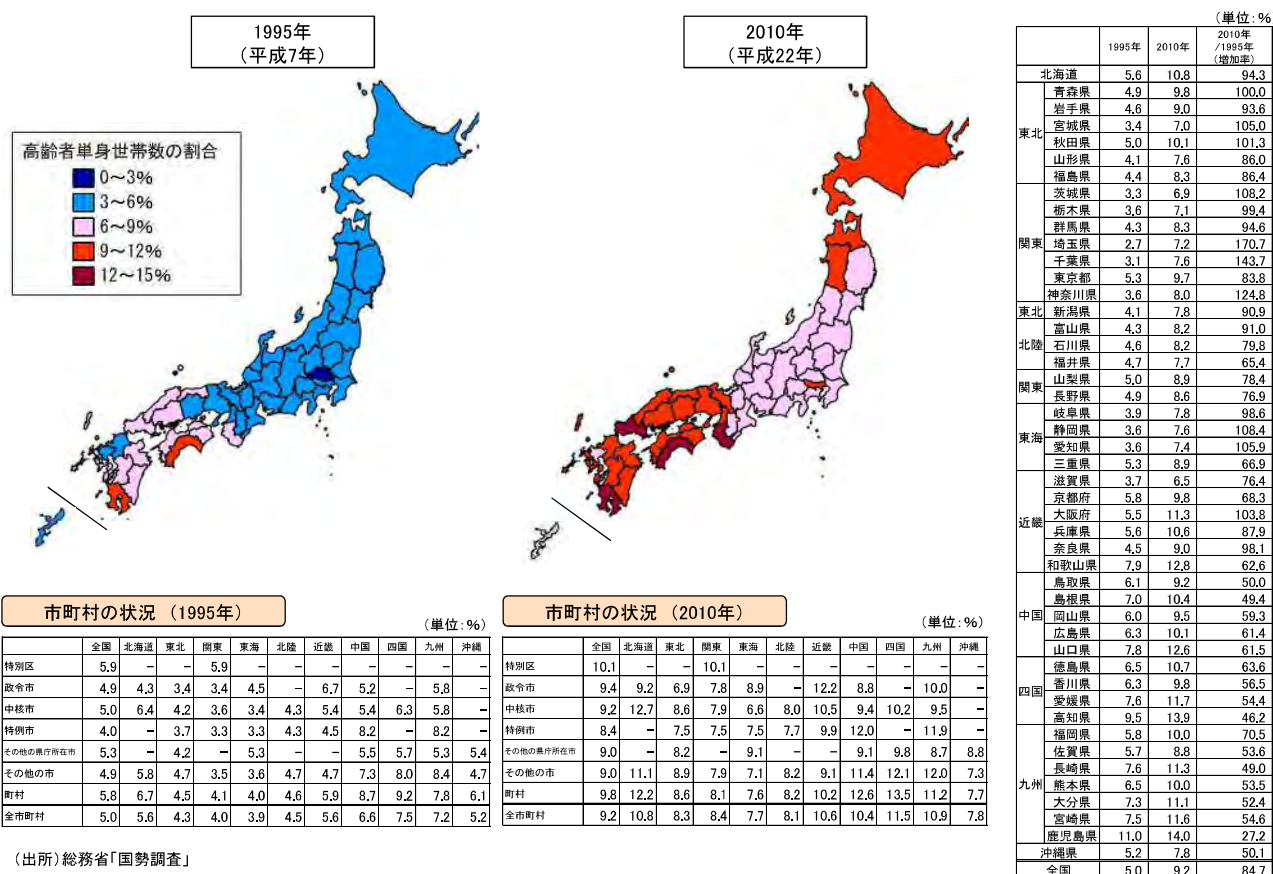 1995年
(平成7年)
2010年
(平成22年)
高齢者単身世帯数の割合
0～3%
3～6%
6～9%
9～12%
12～15%
市町村の状況（1995年）
(単位:%)
全国 北海道 東北 関東 東海 北陸 近畿 中国 四国 九州 沖縄
特別区 5.9 － － 5.9 － － － － － － －
政令市 4.9 4.3 3.4 3.4 4.5 － 6.7 5.2 － 5.8 －
中核市 5.0 6.4 4.2 3.6 3.4 4.3 5.4 5.4 6.3 5.8 －
特例市 4.0 － 3.7 3.3 3.3 4.3 4.5 8.2 － 8.2 －
その他の県庁所在市 5.3 － 4.2 － 5.3 － － 5.5 5.7 5.3 5.4
その他の市 4.9 5.8 4.7 3.5 3.6 4.7 4.7 7.3 8.0 8.4 4.7
町村 5.8 6.7 4.5 4.1 4.0 4.6 5.9 8.7 9.2 7.8 6.1
全市町村 5.0 5.6 4.3 4.0 3.9 4.5 5.6 6.6 7.5 7.2 5.2
市町村の状況（2010年）
(単位:%)
全国 北海道 東北 関東 東海 北陸 近畿 中国 四国 九州 沖縄
特別区 10.1 － － 10.1 － － － － － － －
政令市 9.4 9.2 6.9 7.8 8.9 － 12.2 8.8 － 10.0 －
中核市 9.2 12.7 8.6 7.9 6.6 8.0 10.5 9.4 10.2 9.5 －
特例市 8.4 － 7.5 7.5 7.5 7.7 9.9 12.0 － 11.9 －
その他の県庁所在市 9.0 － 8.2 － 9.1 － － 9.1 9.8 8.7 8.8
その他の市 9.0 11.1 8.9 7.9 7.1 8.2 9.1 11.4 12.1 12.0 7.3
町村 9.8 12.2 8.6 8.1 7.6 8.2 10.2 12.6 13.5 11.2 7.7
全市町村 9.2 10.8 8.3 8.4 7.7 8.1 10.6 10.4 11.5 10.9 7.8
（出所）総務省「国勢調査」
(単位:%
1995年 2010年 2010年
/1995年
(増加率)
北海道 5.6 10.8 94.3
東北
青森県 4.9 9.8 100.0
岩手県 4.6 9.0 93.6
宮城県 3.4 7.0 105.0
秋田県 5.0 10.1 101.3
山形県 4.1 7.6 86.0
福島県 4.4 8.3 86.4
関東
茨城県 3.3 6.9 108.2
栃木県 3.6 7.1 99.4
群馬県 4.3 8.3 94.6
埼玉県 2.7 7.2 170.7
千葉県 3.1 7.6 143.7
東京都 5.3 9.7 83.8
神奈川県 3.6 8.0 124.8
東北 新潟県 4.1 7.8 90.9
北陸
富山県 4.3 8.2 91.0
石川県 4.6 8.2 79.8
福井県 4.7 7.7 65.4
関東
山梨県 5.0 8.9 78.4
長野県 4.9 8.6 76.9
東海
岐阜県 3.9 7.8 98.6
静岡県 3.6 7.6 108.4
愛知県 3.6 7.4 105.9
三重県 5.3 8.9 66.9
近畿
滋賀県 3.7 6.5 76.4
京都府 5.8 9.8 68.3
大阪府 5.5 11.3 103.8
兵庫県 5.6 10.6 87.9
奈良県 4.5 9.0 98.1
和歌山県 7.9 12.8 62.6
中国
鳥取県 6.1 9.2 50.0
島根県 7.0 10.4 49.4
岡山県 6.0 9.5 59.3
広島県 6.3 10.1 61.4
山口県 7.8 12.6 61.5
四国
徳島県 6.5 10.7 63.6
香川県 6.3 9.8 56.5
愛媛県 7.6 11.7 54.4
高知県 9.5 13.9 46.2
九州
福岡県 5.8 10.0 70.5
佐賀県 5.7 8.8 53.6
長崎県 7.6 11.3 49.0
熊本県 6.5 10.0 53.5
大分県 7.3 11.1 52.4
宮崎県 7.5 11.6 54.6
鹿児島県 11.0 14.0 27.2
沖縄県 5.2 7.8 50.1
全国 5.0 9.2 84.7